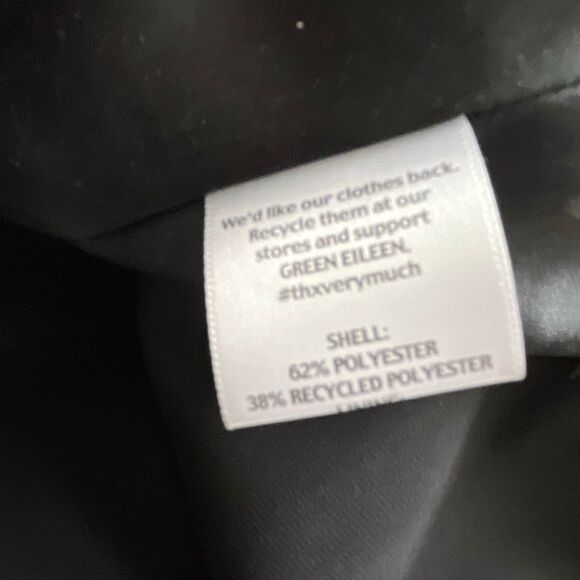 We'd like our clothes back.
Recycle them at our
stores and support
GREEN EILEEN.
#thxverymuch
SHELL:
62% POLYESTER
38% RECYCLED POLYESTER